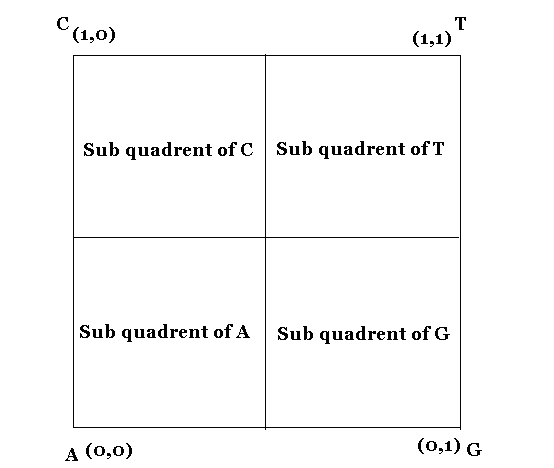 C (1,0)
(1,1) T
Sub quadrent of C
Sub quadrent of T
Sub quadrent of A
Sub quadrent of G
A (0,0)
(0,1) G